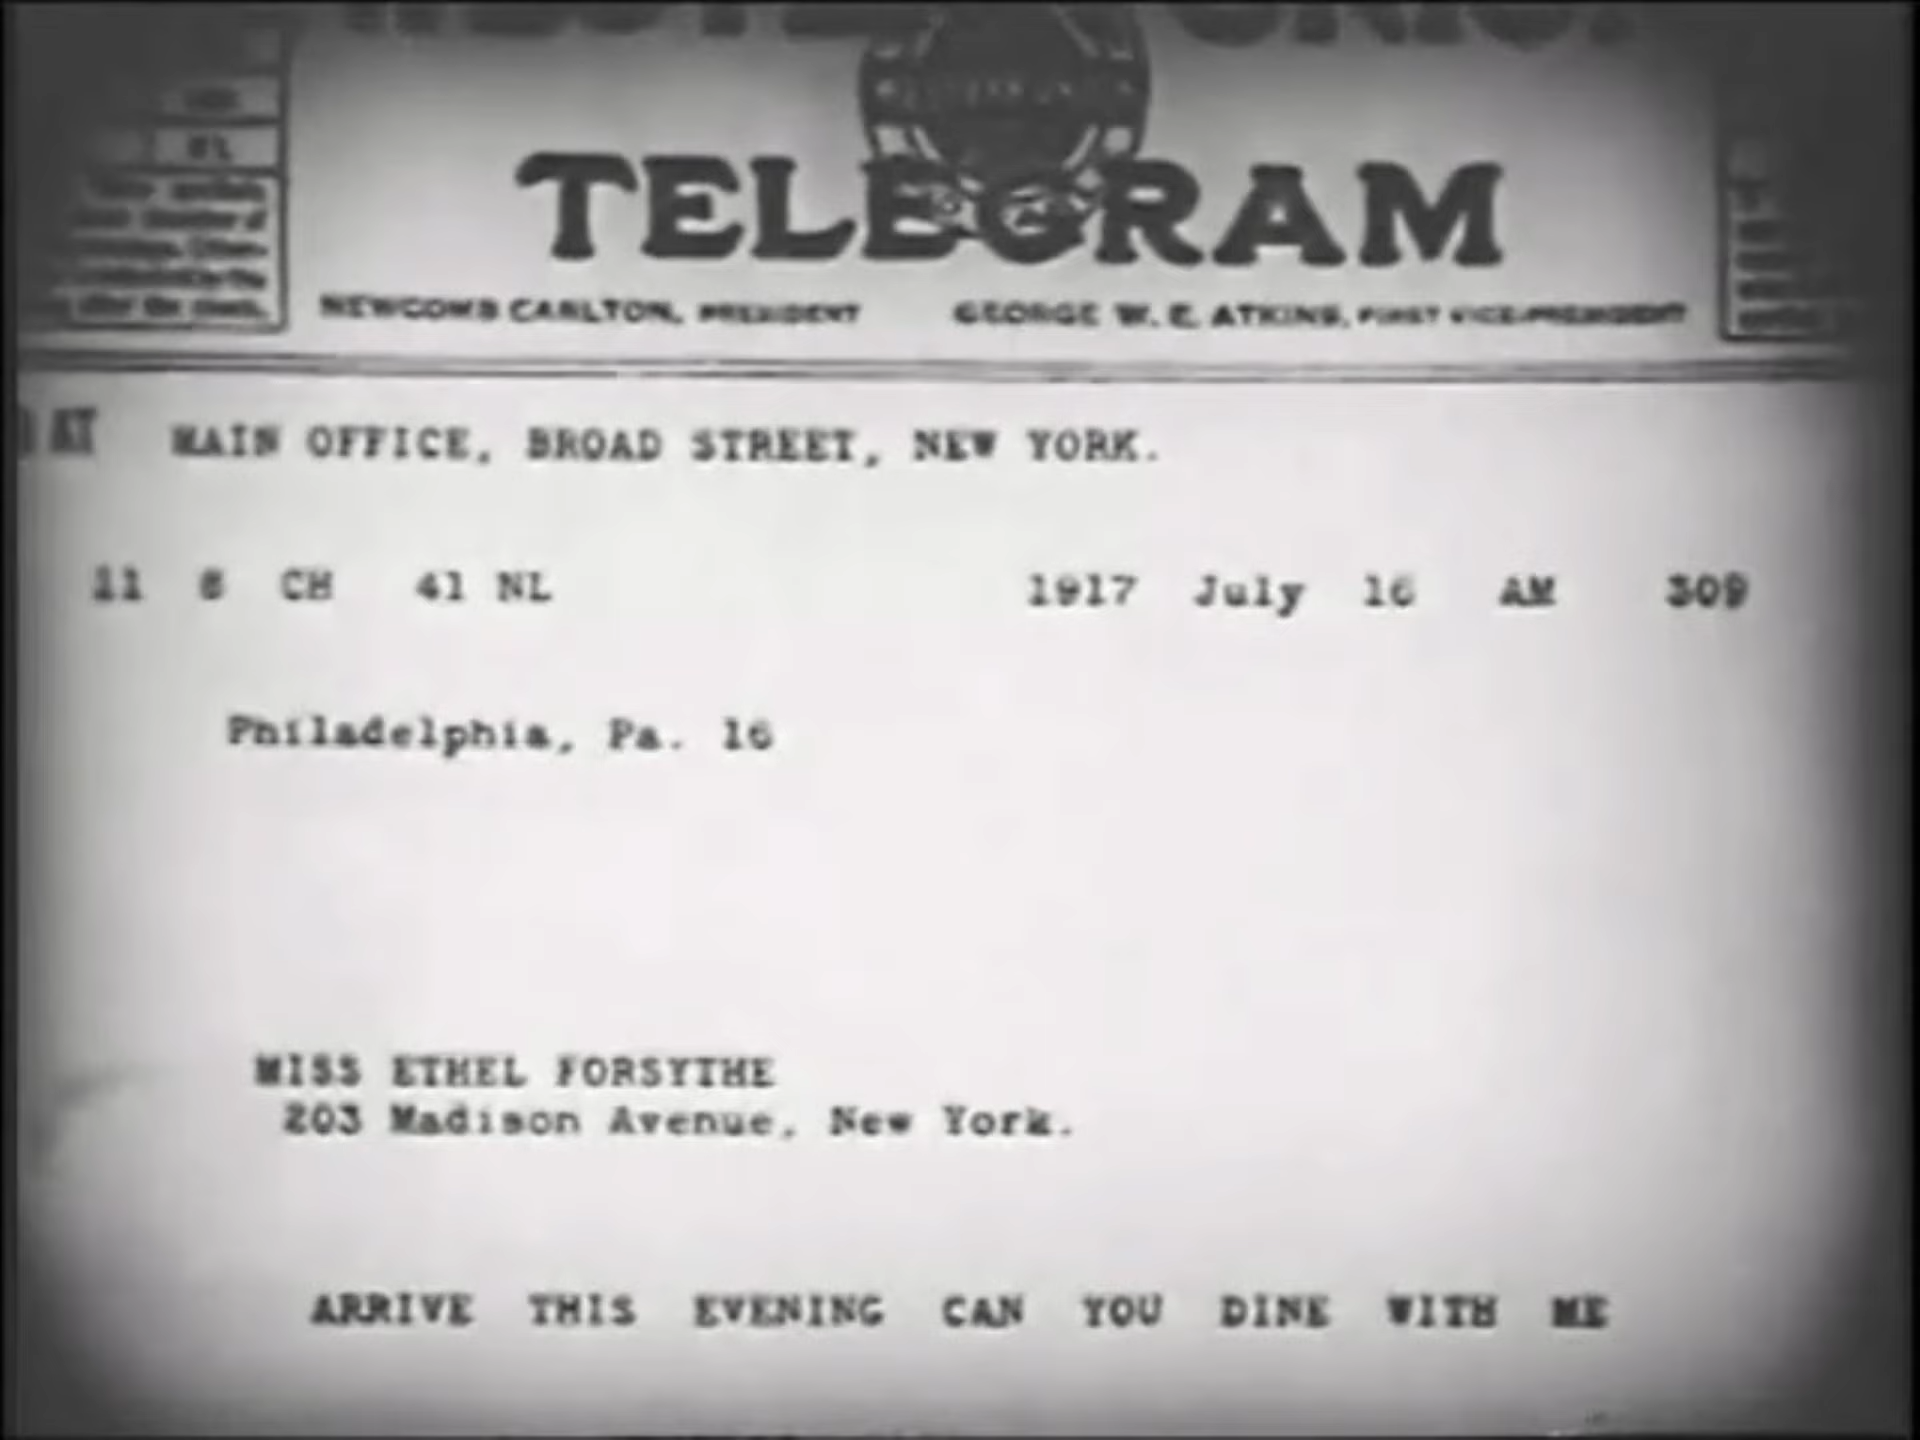 TELEGRAM
NEWCOMB CARLTON, PRESIDENT GEORGE W. E. ATKINS, FIRST VICE-PRESIDENT
AT MAIN OFFICE, BROAD STREET, NEW YORK.
11 8 CH 41 NL 1917 July 16 AM 309
Philadelphia, Pa. 16
MISS ETHEL FORSYTHE
203 Madison Avenue, New York.
ARRIVE THIS EVENING CAN YOU DINE WITH ME